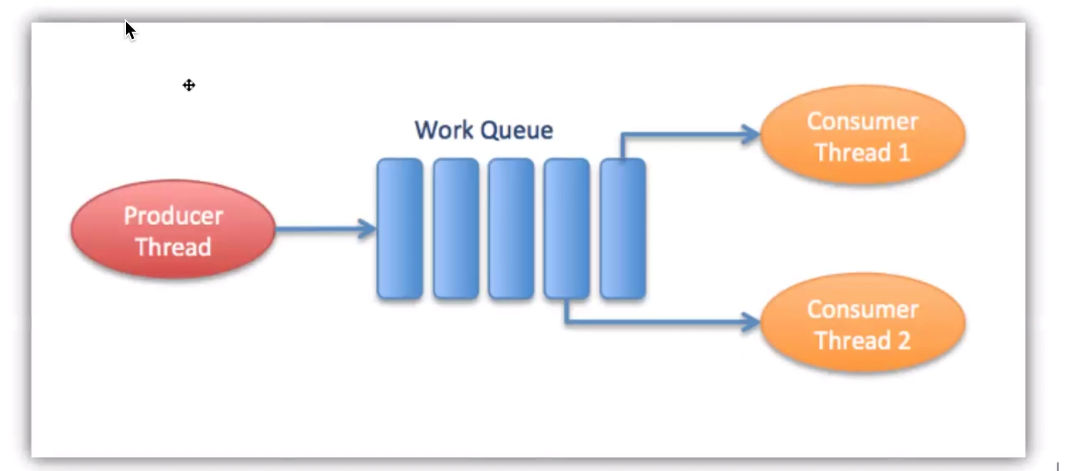 Work Queue
Producer
Thread
Consumer
Thread 1
Consumer
Thread 2